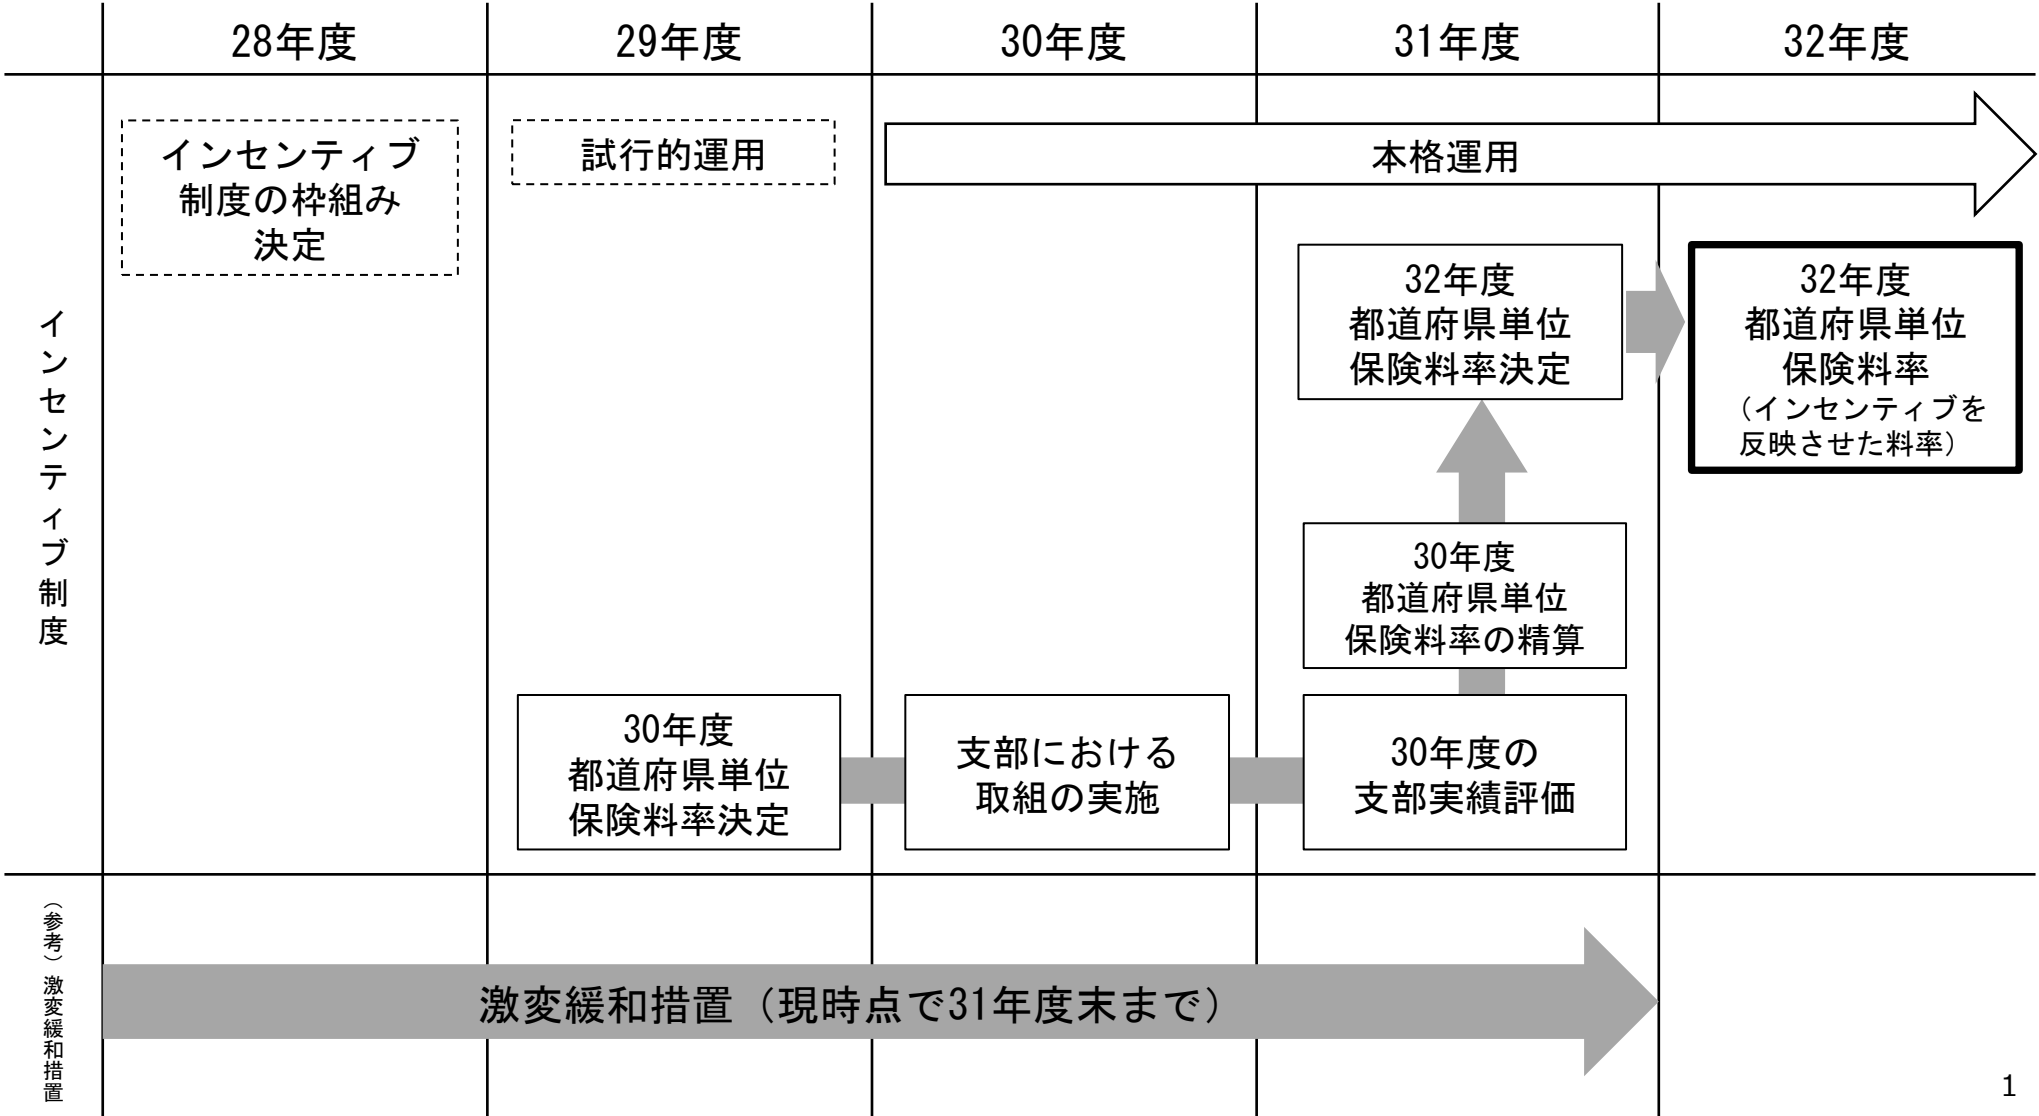 28年度
29年度
30年度
31年度
32年度
インセンティブ制度
インセンティブ
制度の枠組み
決定
試行的運用
本格運用
32年度
都道府県単位
保険料率決定
32年度
都道府県単位
保険料率
（インセンティブを
反映させた料率）
30年度
都道府県単位
保険料率の精算
30年度
都道府県単位
保険料率決定
支部における
取組の実施
30年度の
支部実績評価
（参考）激変緩和措置
激変緩和措置（現時点で31年度末まで）
1